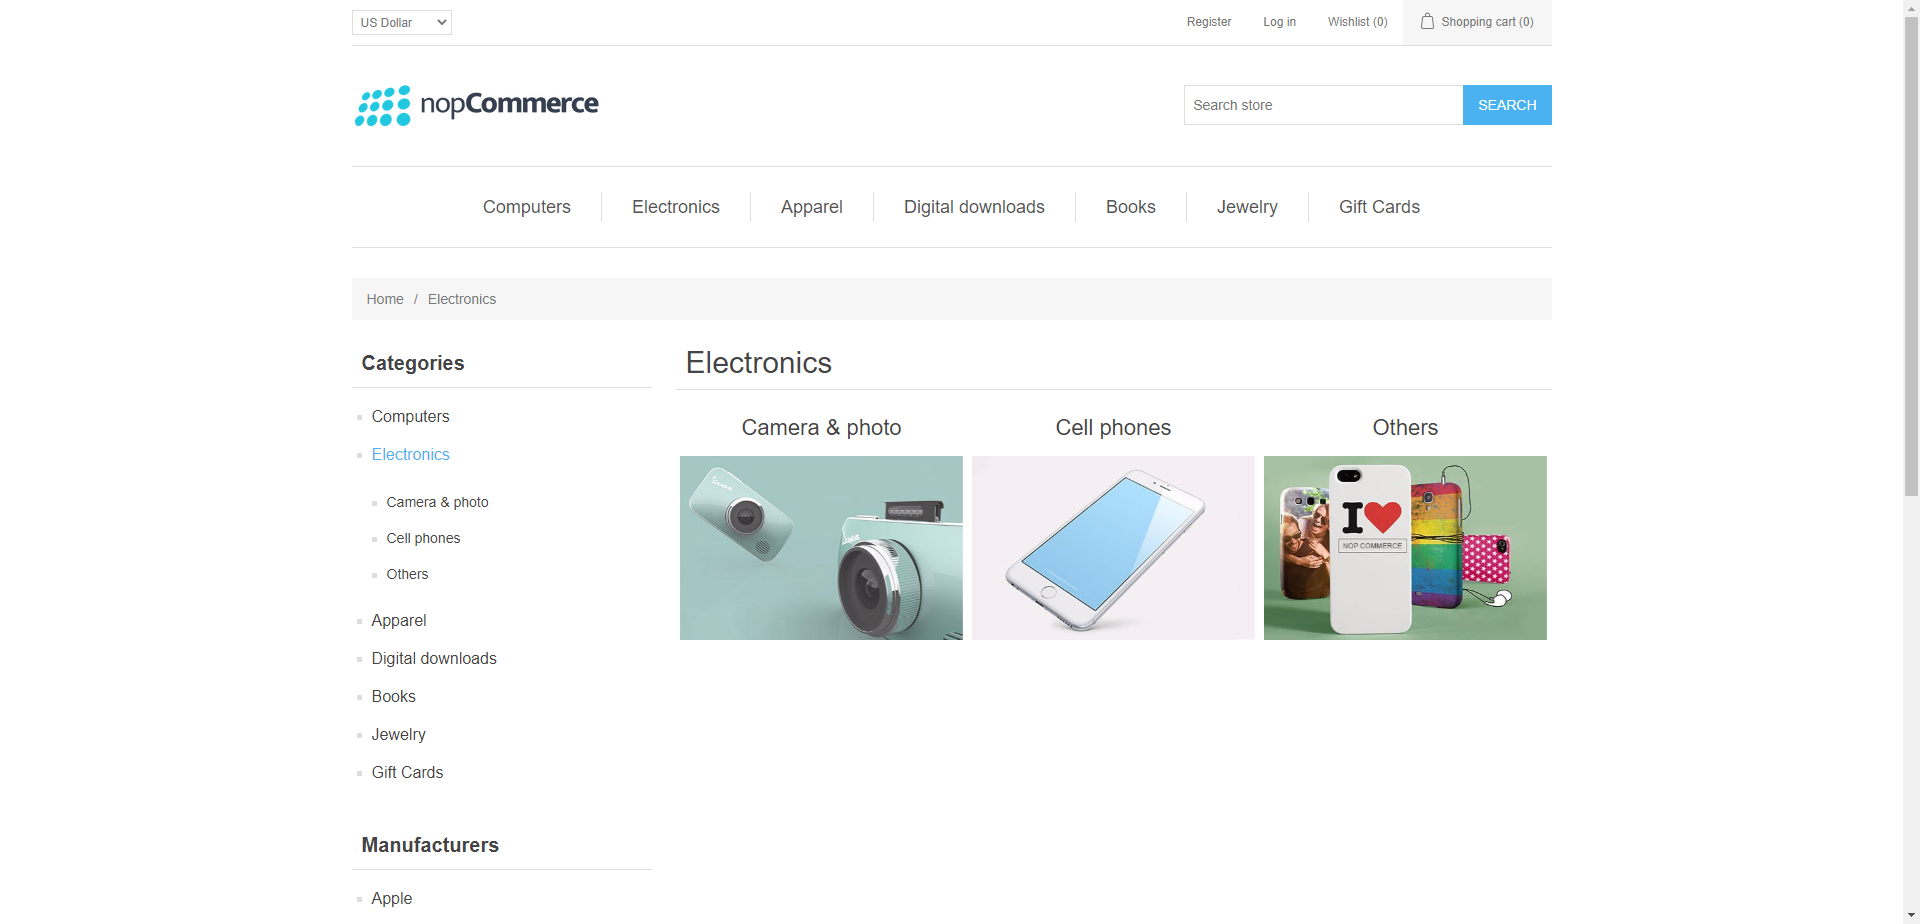 US Dollar
Register
Log in
Wishlist (0)
Shopping cart (0)
nopCommerce
Search store
SEARCH
Computers
Electronics
Apparel
Digital downloads
Books
Jewelry
Gift Cards
Home / Electronics
Categories
Computers
Electronics
Camera & photo
Cell phones
Others
Apparel
Digital downloads
Books
Jewelry
Gift Cards
Manufacturers
Apple
Electronics
Camera & photo
Cell phones
Others
I
NOP COMMERCE